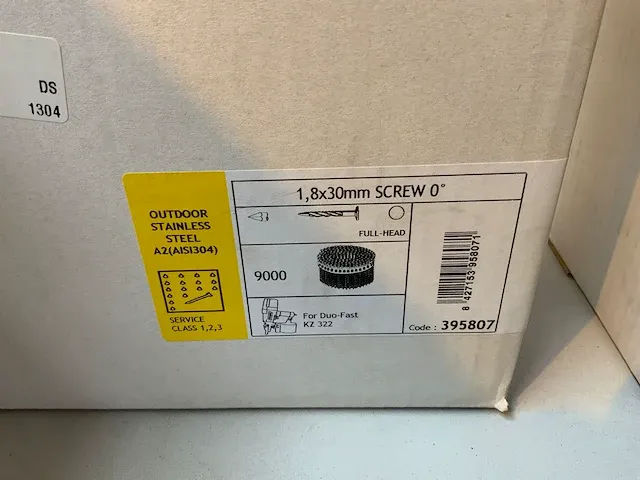 DS
1304
OUTDOOR
STAINLESS
STEEL
A2(AISI304)
SERVICE
CLASS 1,2,3
1,8x30mm SCREW 0°
FULL-HEAD
9000
For Duo-Fast
KZ 322
8 427153 958071
Code : 395807